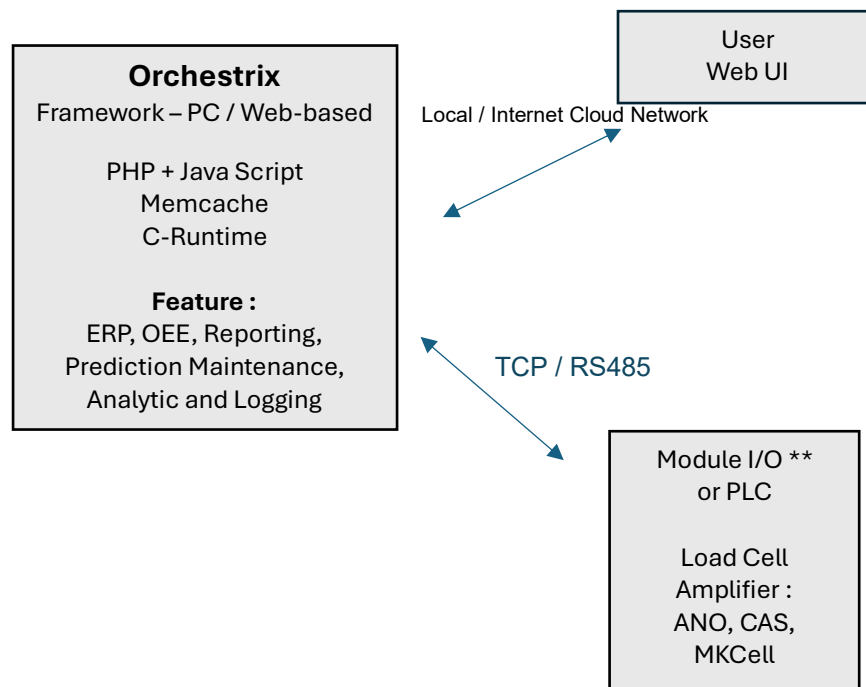 Orchestrix
Framework – PC / Web-based
PHP + Java Script
Memcache
C-Runtime
Feature :
ERP, OEE, Reporting,
Prediction Maintenance,
Analytic and Logging
User
Web UI
Local / Internet Cloud Network
TCP / RS485
Module I/O **
or PLC
Load Cell
Amplifier :
ANO, CAS,
MKCell